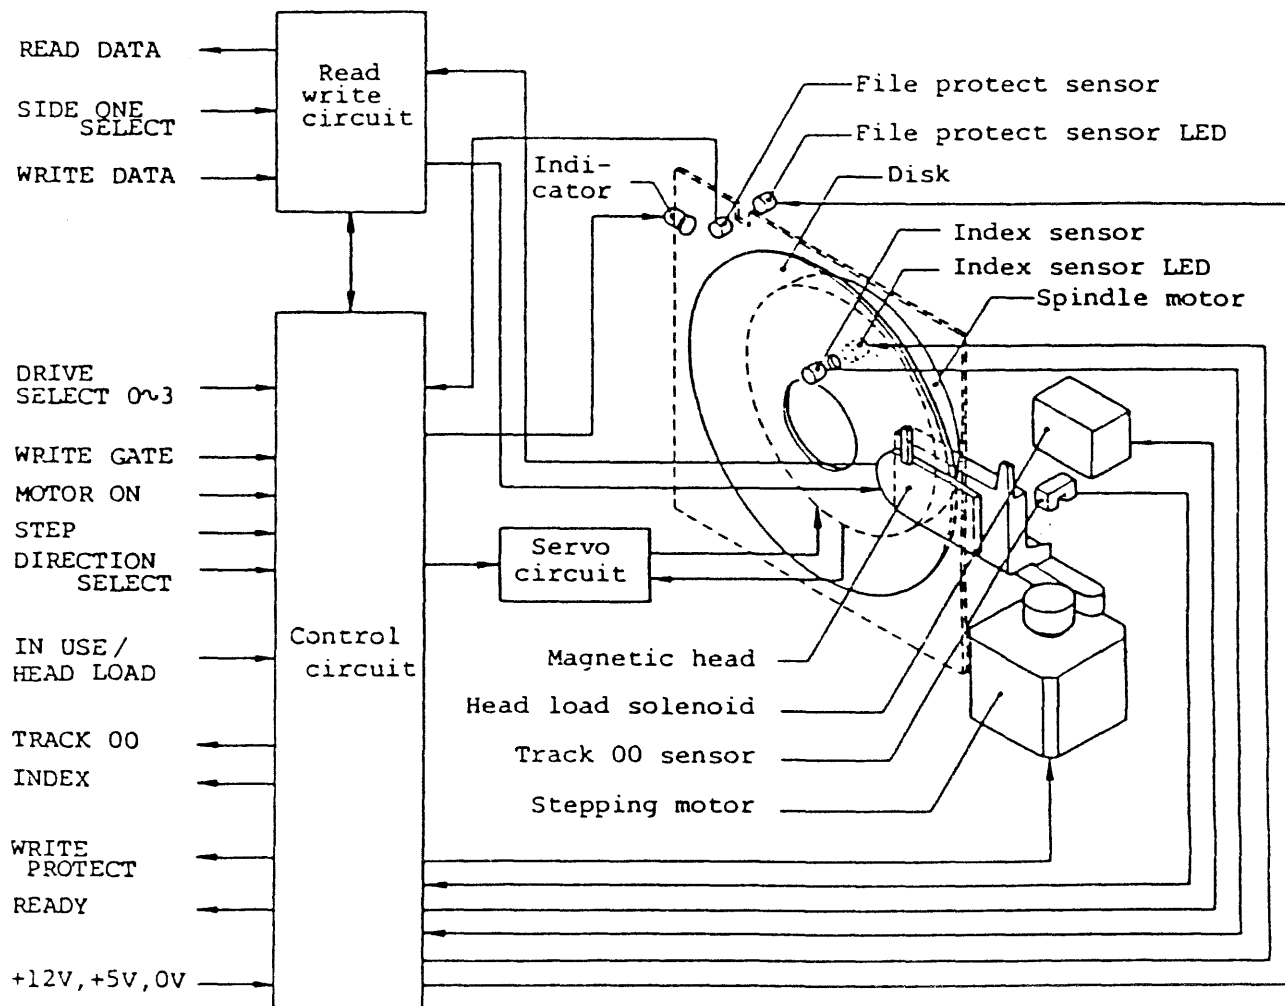 READ DATA
SIDE ONE
SELECT
WRITE DATA
Read
write
circuit
File protect sensor
File protect sensor LED
Indi-
cator
Disk
Index sensor
Index sensor LED
Spindle motor
DRIVE
SELECT 0~3
WRITE GATE
MOTOR ON
STEP
DIRECTION
SELECT
IN USE/
HEAD LOAD
TRACK 00
INDEX
WRITE
PROTECT
READY
+12V,+5V,0V
Control
circuit
Servo
circuit
Magnetic head
Head load solenoid
Track 00 sensor
Stepping motor